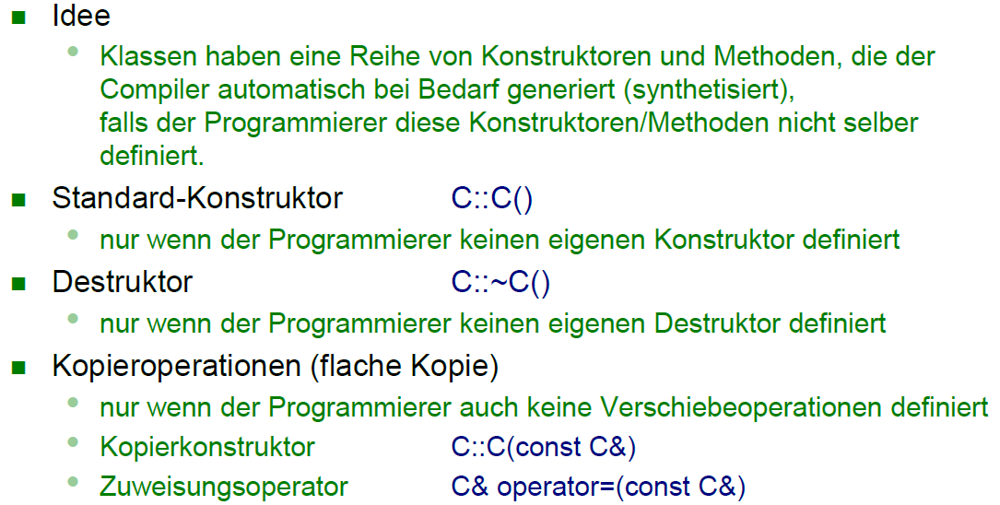 Idee
Klassen haben eine Reihe von Konstruktoren und Methoden, die der
Compiler automatisch bei Bedarf generiert (synthetisiert),
falls der Programmierer diese Konstruktoren/Methoden nicht selber
definiert.
Standard-Konstruktor C::C()
nur wenn der Programmierer keinen eigenen Konstruktor definiert
Destruktor C::~C()
nur wenn der Programmierer keinen eigenen Destruktor definiert
Kopieroperationen (flache Kopie)
nur wenn der Programmierer auch keine Verschiebeoperationen definiert
Kopierkonstruktor C::C(const C&)
Zuweisungsoperator C& operator=(const C&)